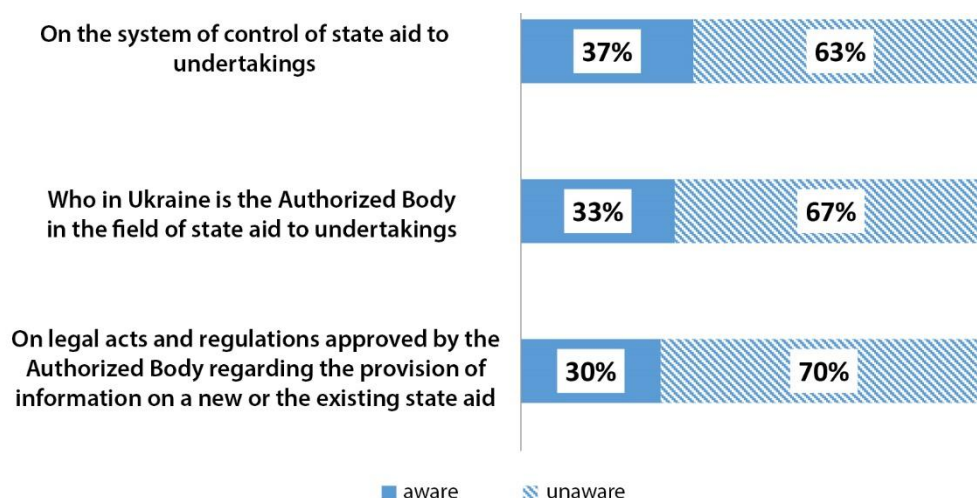 On the system of control of state aid to
undertakings
37%
63%
Who in Ukraine is the Authorized Body
in the field of state aid to undertakings
33%
67%
On legal acts and regulations approved by the
Authorized Body regarding the provision of
information on a new or the existing state aid
30%
70%
aware
unaware